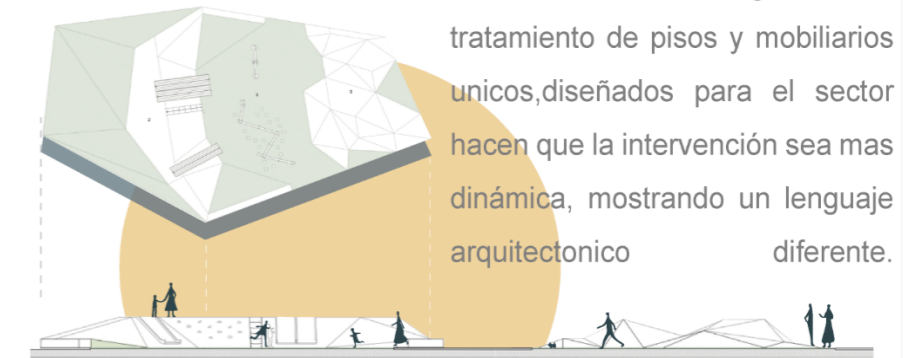 tratamiento de pisos y mobiliarios
unicos,diseñados para el sector
hacen que la intervención sea mas
dinámica, mostrando un lenguaje
arquitectonico diferente.